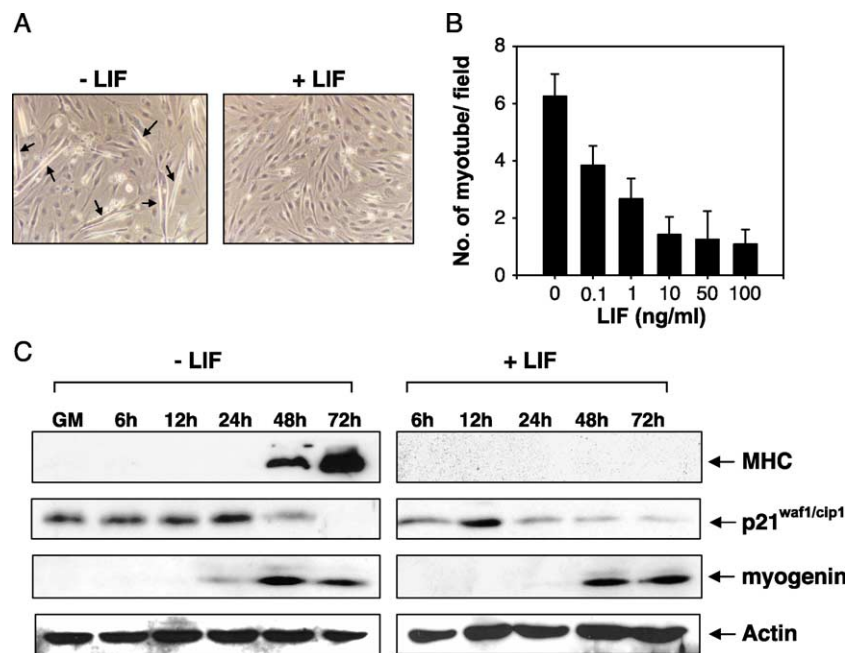 A
- LIF
+ LIF
B
No. of myotube/ field
8
6
4
2
0
0 0.1 1 10 50 100
LIF (ng/ml)
C
- LIF
+ LIF
GM 6h 12h 24h 48h 72h
6h 12h 24h 48h 72h
MHC
p21waf1/cip1
myogenin
Actin